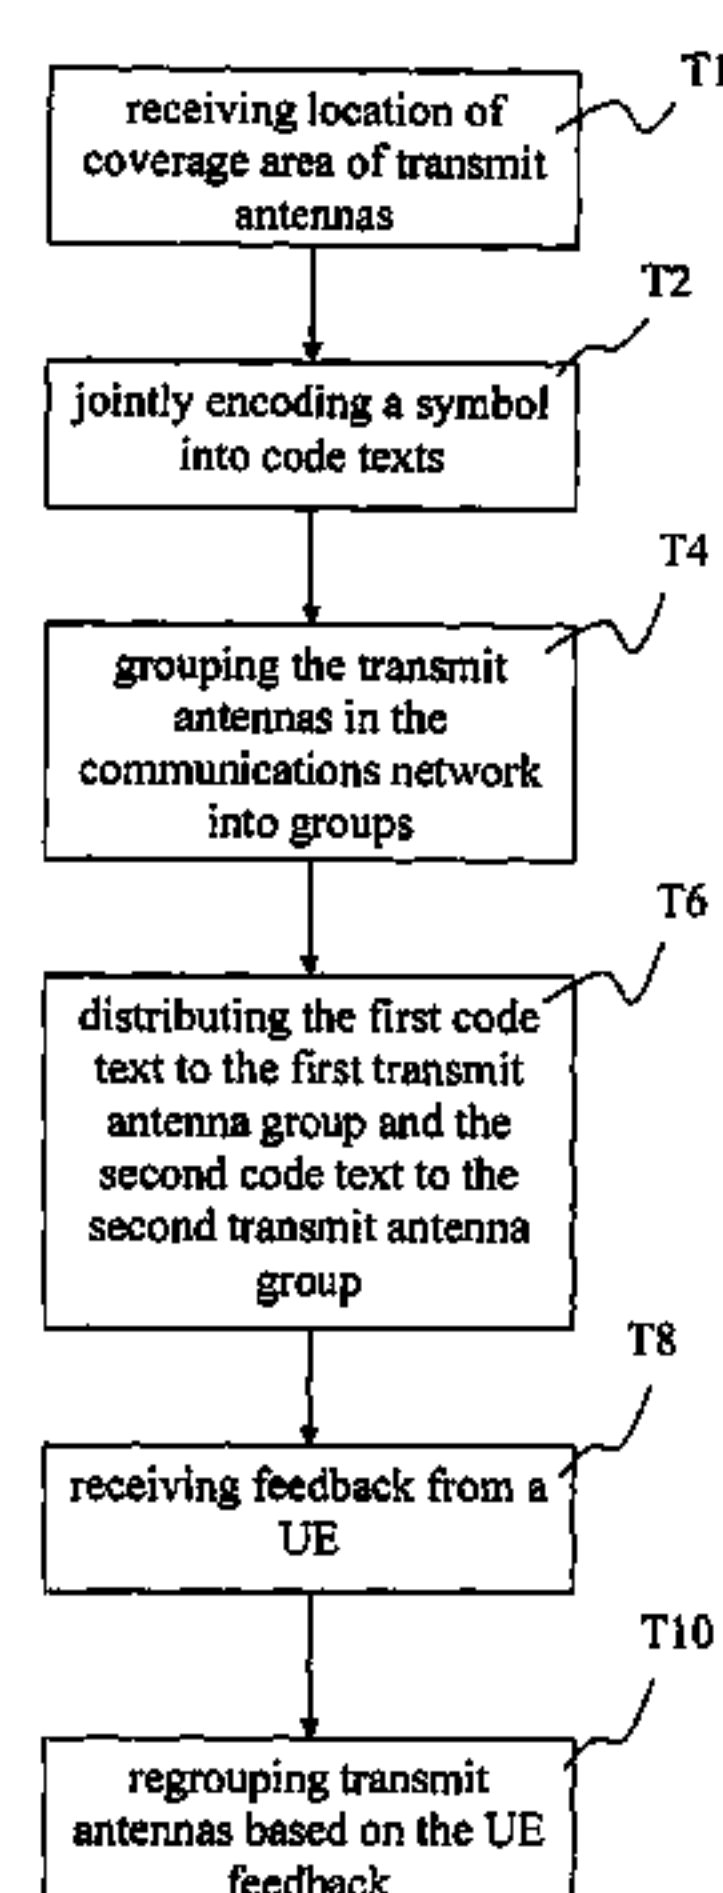 T1
receiving location of
coverage area of transmit
antennas
T2
jointly encoding a symbol
into code texts
T4
grouping the transmit
antennas in the
communications network
into groups
T6
distributing the first code
text to the first transmit
antenna group and the
second code text to the
second transmit antenna
group
T8
receiving feedback from a
UE
T10
regrouping transmit
antennas based on the UE
feedback